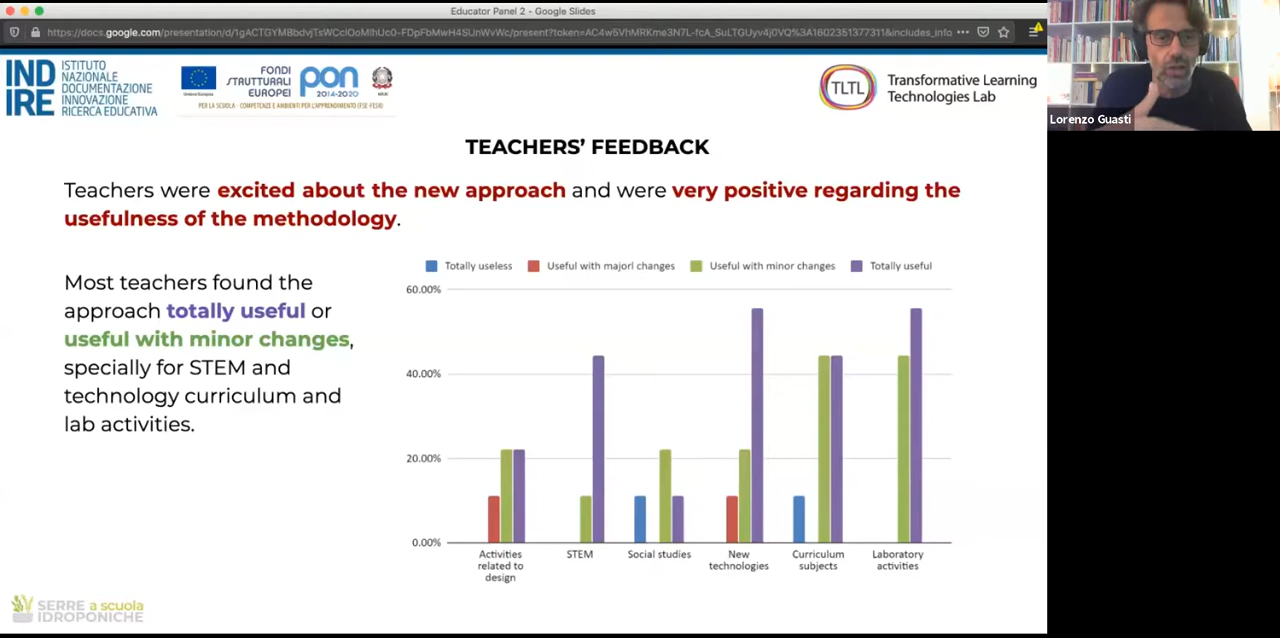 Educator Panel 2 - Google Slides
IND
IRE
ISTITUTO
NAZIONALE
DOCUMENTAZIONE
INNOVAZIONE
RICERCA EDUCATIVA
Unione Europea
FONDI
STRUTTURALI
EUROPEI
pon
2014-2020
PER LA SCUOLA - COMPETENZE E AMBIENTI PER L'APPRENDIMENTO (FSE-FESR)
TLTL
Transformative Learning
Technologies Lab
Lorenzo Guasti
TEACHERS' FEEDBACK
Teachers were excited about the new approach and were very positive regarding the
usefulness of the methodology.
Most teachers found the
approach totally useful or
useful with minor changes,
specially for STEM and
technology curriculum and
lab activities.
Totally useless Useful with majorl changes Useful with minor changes Totally useful
60.00%
40.00%
20.00%
0.00%
Activities
related to
design
STEM
Social studies
New
technologies
Curriculum
subjects
Laboratory
activities
SERRE a scuola
IDROPONICHE